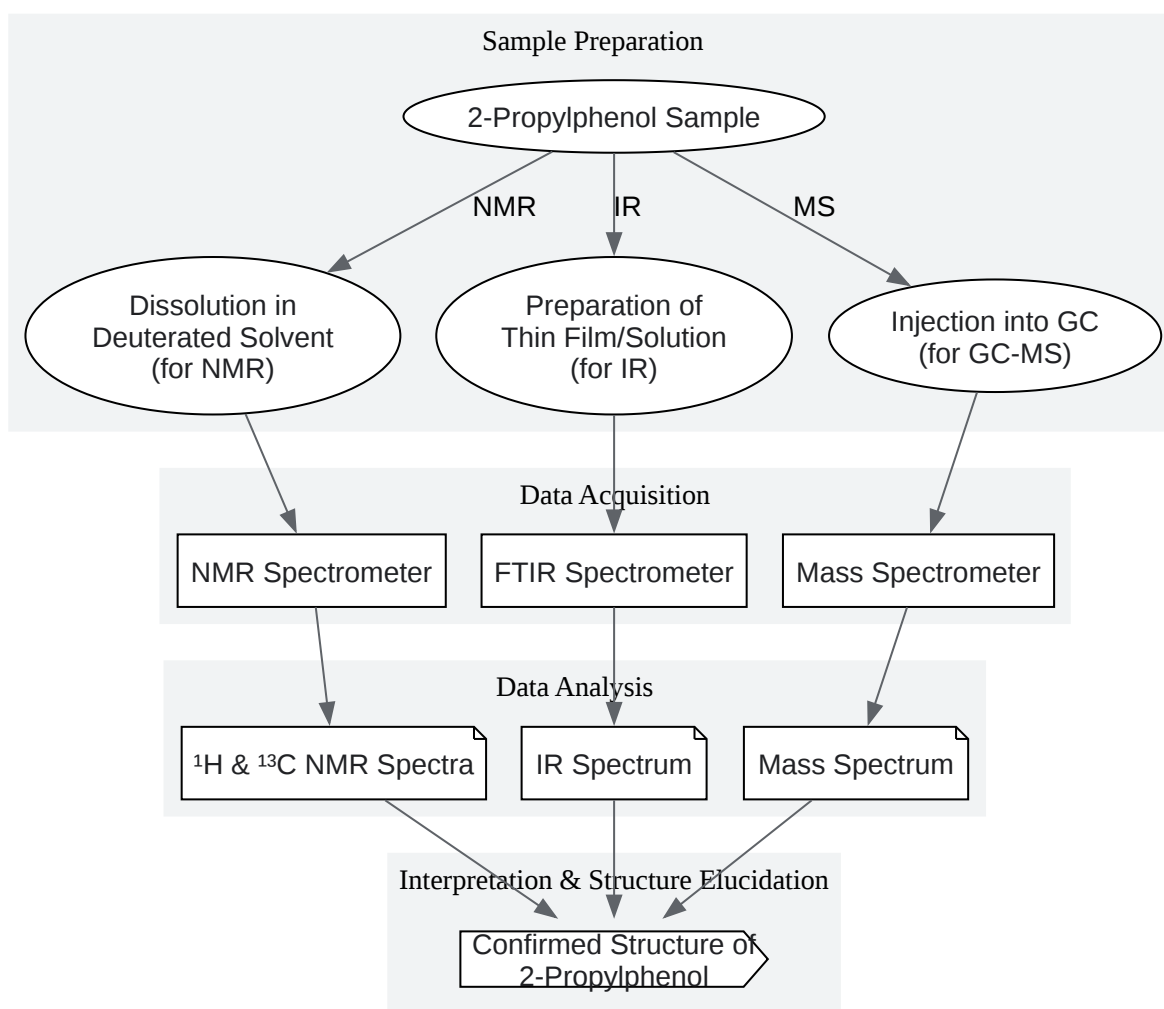 Sample Preparation
2-Propylphenol Sample
NMR
IR
MS
Dissolution in
Deuterated Solvent
(for NMR)
Preparation of
Thin Film/Solution
(for IR)
Injection into GC
(for GC-MS)
Data Acquisition
NMR Spectrometer
FTIR Spectrometer
Mass Spectrometer
Data Analysis
¹H & ¹³C NMR Spectra
IR Spectrum
Mass Spectrum
Interpretation & Structure Elucidation
Confirmed Structure of
2-Propylphenol